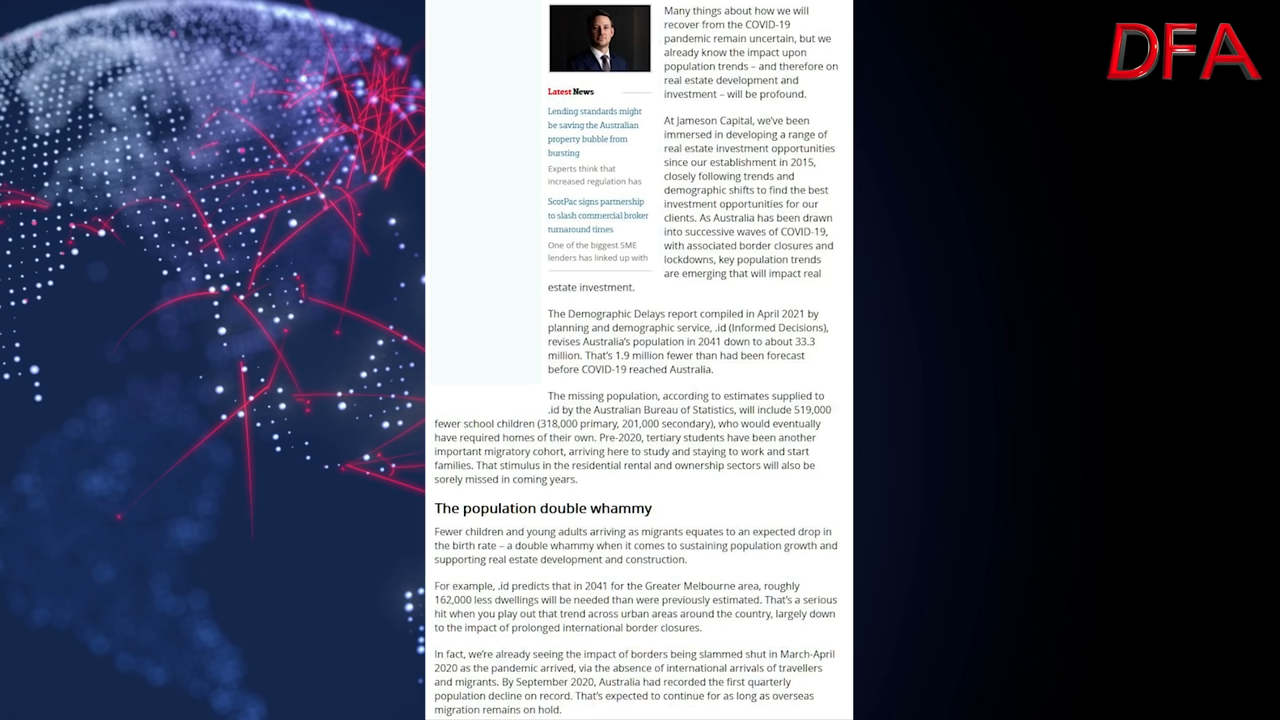 DFA
Latest News
Lending standards might
be saving the Australian
property bubble from
bursting
Experts think that
increased regulation has
ScotPac signs partnership
to slash commercial broker
turnaround times
One of the biggest SME
lenders has linked up with
Many things about how we will
recover from the COVID-19
pandemic remain uncertain, but we
already know the impact upon
population trends – and therefore on
real estate development and
investment – will be profound.
At Jameson Capital, we’ve been
immersed in developing a range of
real estate investment opportunities
since our establishment in 2015,
closely following trends and
demographic shifts to find the best
investment opportunities for our
clients. As Australia has been drawn
into successive waves of COVID-19,
with associated border closures and
lockdowns, key population trends
are emerging that will impact real
estate investment.
The Demographic Delays report compiled in April 2021 by
planning and demographic service, .id (Informed Decisions),
revises Australia’s population in 2041 down to about 33.3
million. That’s 1.9 million fewer than had been forecast
before COVID-19 reached Australia.
The missing population, according to estimates supplied to
.id by the Australian Bureau of Statistics, will include 519,000
fewer school children (318,000 primary, 201,000 secondary), who would eventually
have required homes of their own. Pre-2020, tertiary students have been another
important migratory cohort, arriving here to study and staying to work and start
families. That stimulus in the residential rental and ownership sectors will also be
sorely missed in coming years.
The population double whammy
Fewer children and young adults arriving as migrants equates to an expected drop in
the birth rate – a double whammy when it comes to sustaining population growth and
supporting real estate development and construction.
For example, .id predicts that in 2041 for the Greater Melbourne area, roughly
162,000 less dwellings will be needed than were previously estimated. That’s a serious
hit when you play out that trend across urban areas around the country, largely down
to the impact of prolonged international border closures.
In fact, we’re already seeing the impact of borders being slammed shut in March-April
2020 as the pandemic arrived, via the absence of international arrivals of travellers
and migrants. By September 2020, Australia had recorded the first quarterly
population decline on record. That’s expected to continue for as long as overseas
migration remains on hold.